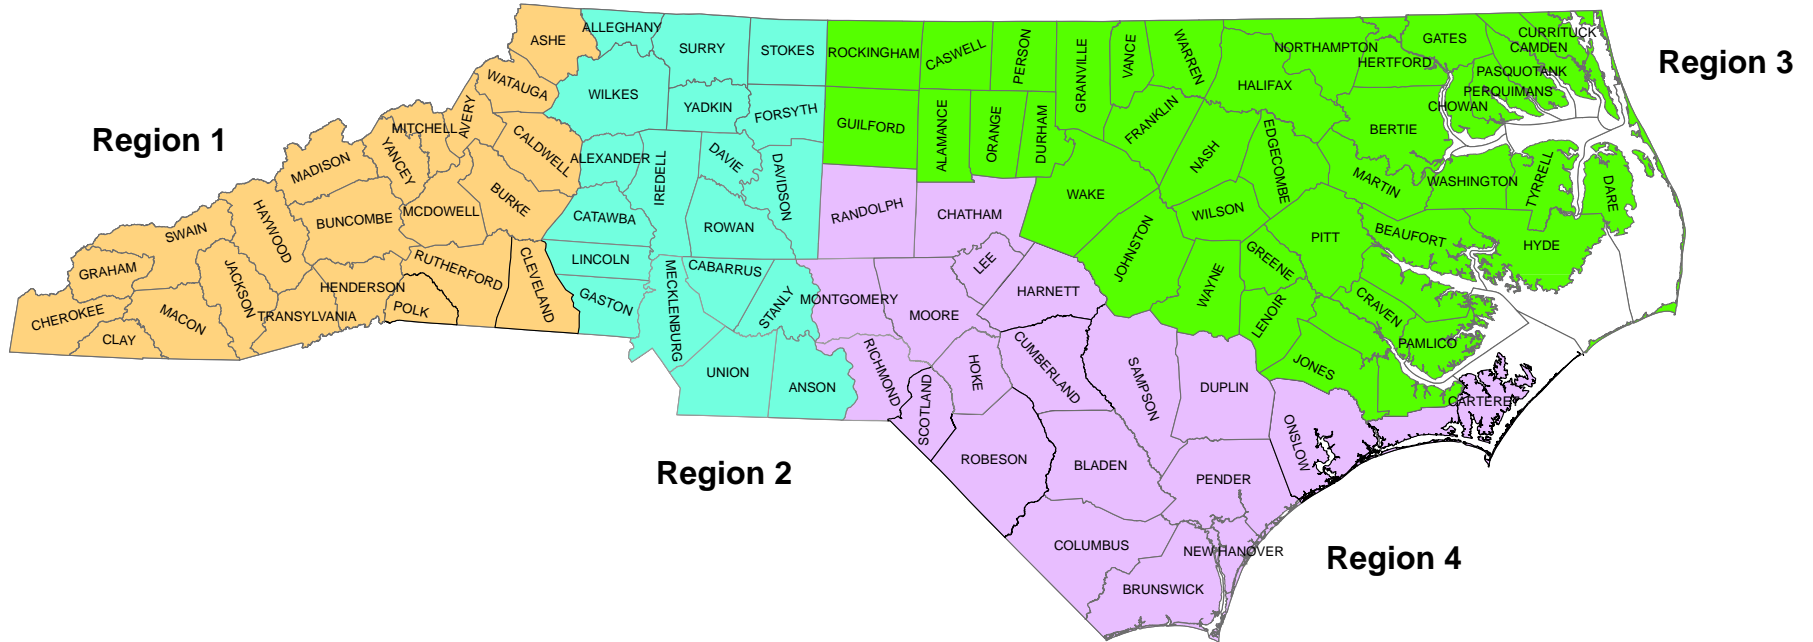 Region 1
Region 2
Region 3
Region 4
ASHE
ALLEGHANY
SURRY
STOKES
ROCKINGHAM
CASWELL
PERSON
GRANVILLE
VANCE
WARREN
NORTHAMPTON
HERTFORD
GATES
CURRITUCK
CAMDEN
PASQUOTANK
PERQUIMANS
CHOWAN
WATAUGA
WILKES
YADKIN
FORSYTH
GUILFORD
ALAMANCE
ORANGE
DURHAM
FRANKLIN
HALIFAX
BERTIE
AVERY
MITCHELL
YANCEY
MADISON
CALDWELL
ALEXANDER
IREDELL
DAVIE
DAVIDSON
NASH
EDGECOMBE
MARTIN
WASHINGTON
TYRRELL
DARE
HAYWOOD
BUNCOMBE
MCDOWELL
BURKE
CATAWBA
ROWAN
RANDOLPH
CHATHAM
WAKE
WILSON
PITT
BEAUFORT
HYDE
SWAIN
GRAHAM
JACKSON
HENDERSON
RUTHERFORD
CLEVELAND
LINCOLN
GASTON
MECKLENBURG
CABARRUS
STANLY
MONTGOMERY
MOORE
LEE
HARNETT
JOHNSTON
WAYNE
GREENE
LENOIR
CRAVEN
PAMLICO
JONES
CHEROKEE
CLAY
MACON
TRANSYLVANIA
POLK
UNION
ANSON
RICHMOND
SCOTLAND
HOKE
CUMBERLAND
SAMPSON
DUPLIN
ONSLOW
CARTERE
ROBESON
BLADEN
PENDER
COLUMBUS
NEW HANOVER
BRUNSWICK